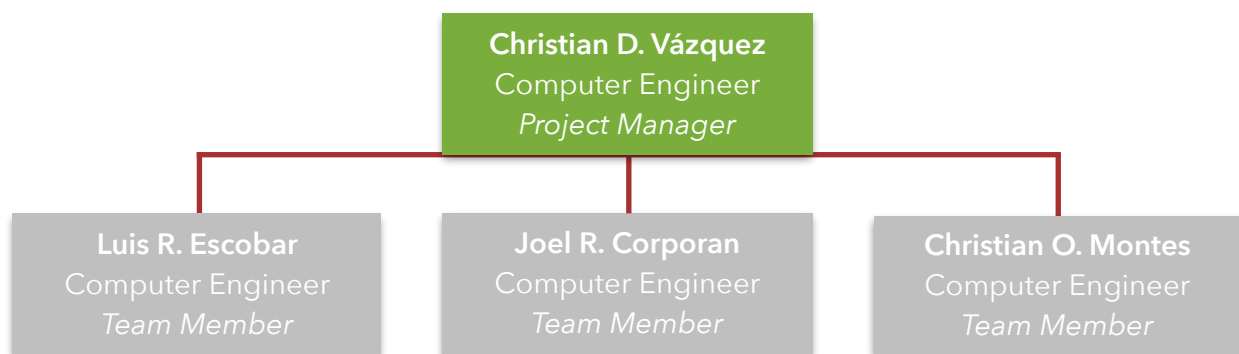 Christian D. Vázquez
Computer Engineer
Project Manager
Luis R. Escobar
Computer Engineer
Team Member
Joel R. Corporan
Computer Engineer
Team Member
Christian O. Montes
Computer Engineer
Team Member